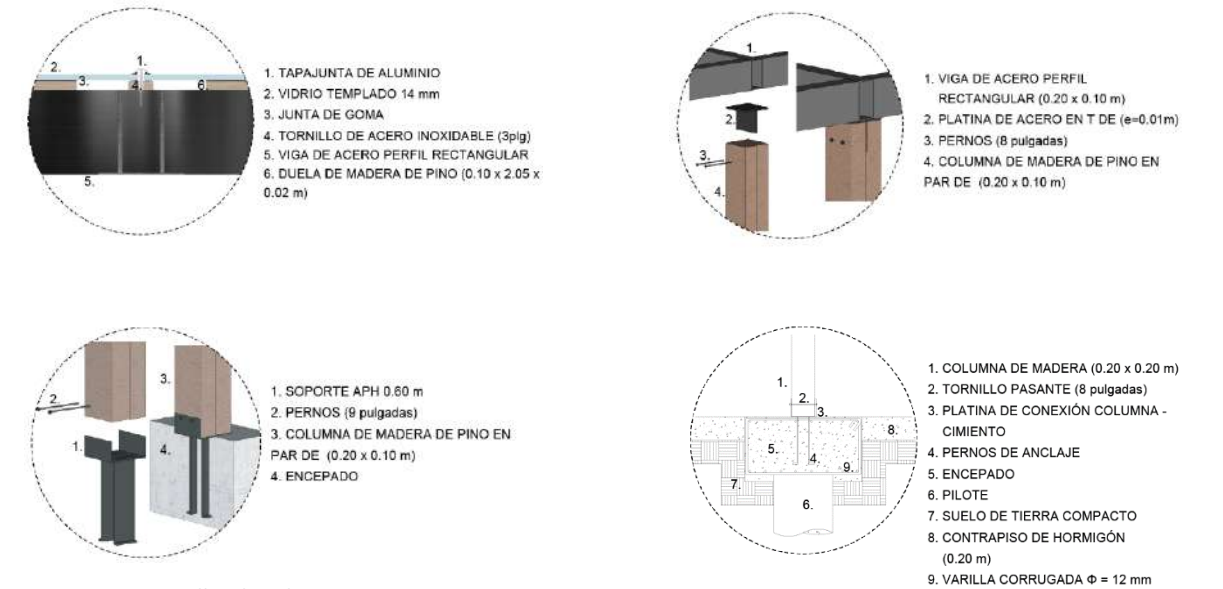 1.
2.
3.
4.
6.
5.
1. TAPAJUNTA DE ALUMINIO
2. VIDRIO TEMPLADO 14 mm
3. JUNTA DE GOMA
4. TORNILLO DE ACERO INOXIDABLE (3plg)
5. VIGA DE ACERO PERFIL RECTANGULAR
6. DUELA DE MADERA DE PINO (0.10 x 2.05 x
0.02 m)
1.
2.
3.
4.
1. VIGA DE ACERO PERFIL
RECTANGULAR (0.20 x 0.10 m)
2. PLATINA DE ACERO EN T DE (e=0.01m)
3. PERNOS (8 pulgadas)
4. COLUMNA DE MADERA DE PINO EN
PAR DE (0.20 x 0.10 m)
3.
2.
1.
4.
1. SOPORTE APH 0.60 m
2. PERNOS (9 pulgadas)
3. COLUMNA DE MADERA DE PINO EN
PAR DE (0.20 x 0.10 m)
4. ENCEPADO
1.
2.
3.
8.
5.
4.
9.
7.
6.
1. COLUMNA DE MADERA (0.20 x 0.20 m)
2. TORNILLO PASANTE (8 pulgadas)
3. PLATINA DE CONEXIÓN COLUMNA -
CIMIENTO
4. PERNOS DE ANCLAJE
5. ENCEPADO
6. PILOTE
7. SUELO DE TIERRA COMPACTO
8. CONTRAPISO DE HORMIGÓN
(0.20 m)
9. VARILLA CORRUGADA Φ = 12 mm